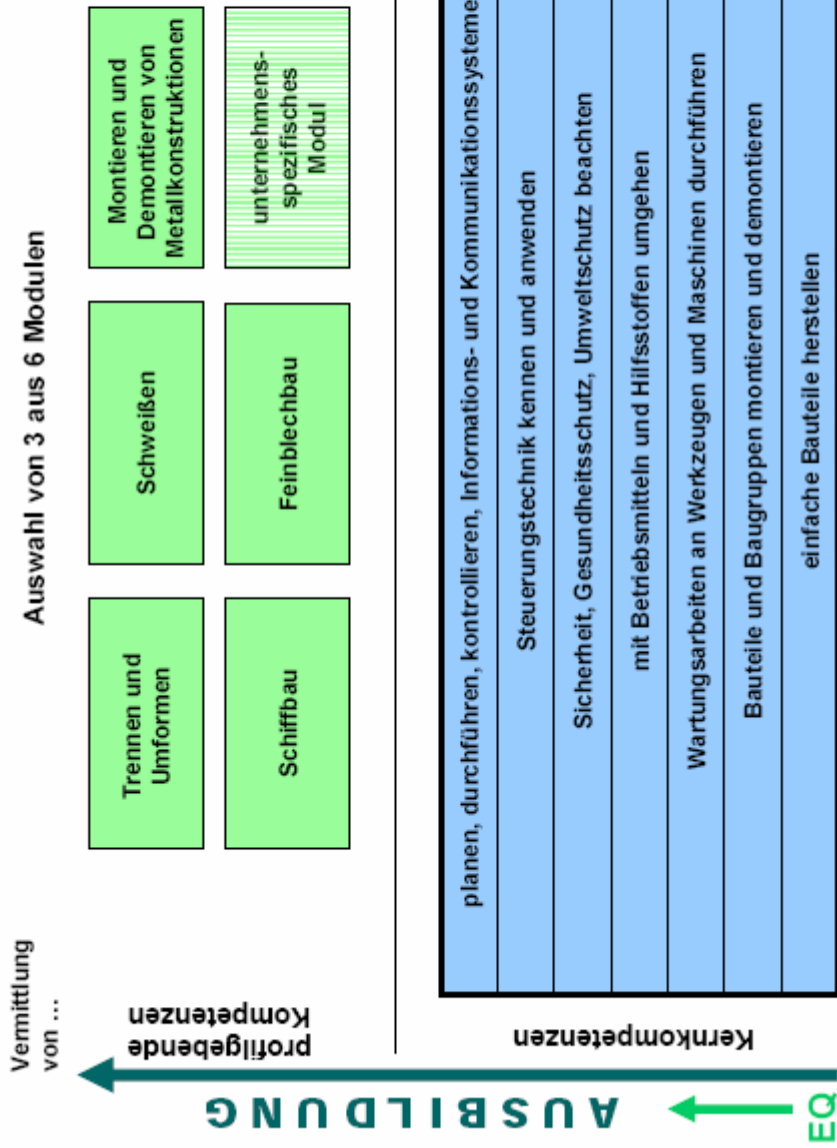 Auswahl von 3 aus 6 Modulen
Vermittlung
von ...
profilgebende
Kompetenzen
Trennen und
Umformen
Schweißen
Montieren und
Demontieren von
Metallkonstruktionen
Schiffbau
Feinblechbau
unternehmens-
spezifisches
Modul
AUSBILDUNG
Kernkompetenzen
planen, durchführen, kontrollieren, Informations- und Kommunikationssysteme
Steuerungstechnik kennen und anwenden
Sicherheit, Gesundheitsschutz, Umweltschutz beachten
mit Betriebsmitteln und Hilfsstoffen umgehen
Wartungsarbeiten an Werkzeugen und Maschinen durchführen
Bauteile und Baugruppen montieren und demontieren
einfache Bauteile herstellen
EQ